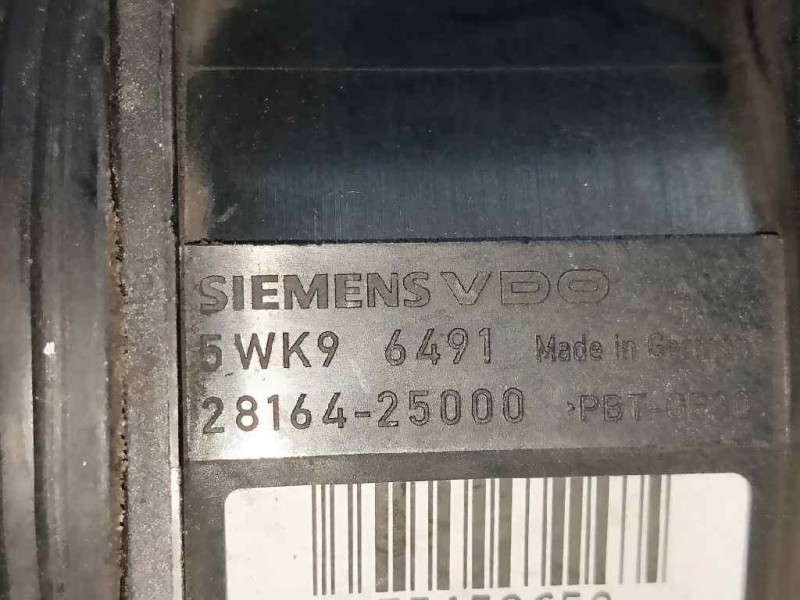 SIEMENS VDO
5WK9 6491 Made in
28164-25000